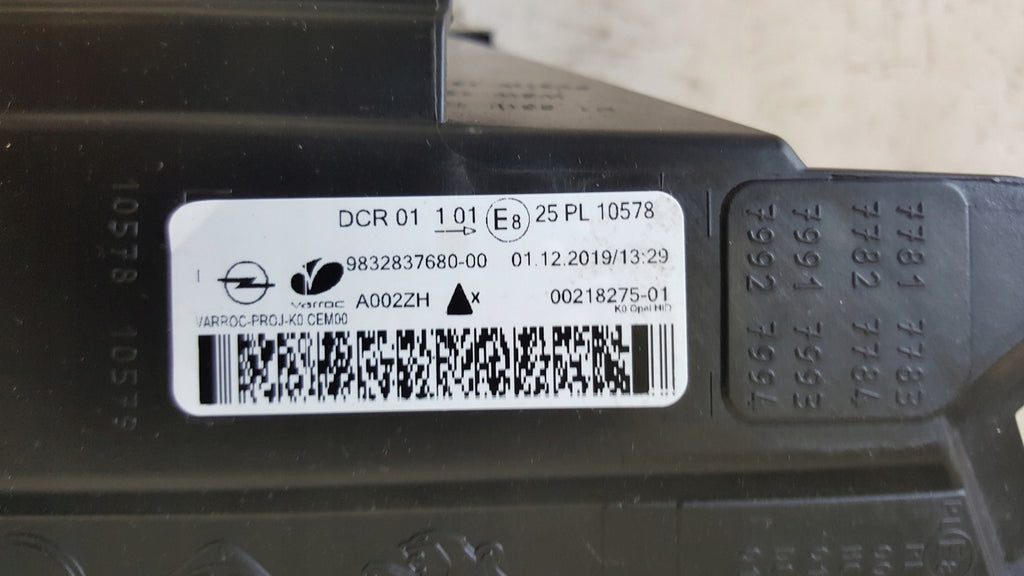 DCR 01 1 01 E8 25 PL 10578
9832837680-00 01.12.2019/13:29
Varroc A002ZH X 00218275-01
K0 Opel HID
VARROC-PROJ-K0 CEM00
10578 10579
7781 7783
7782 7784
7991 7993
7992 7994